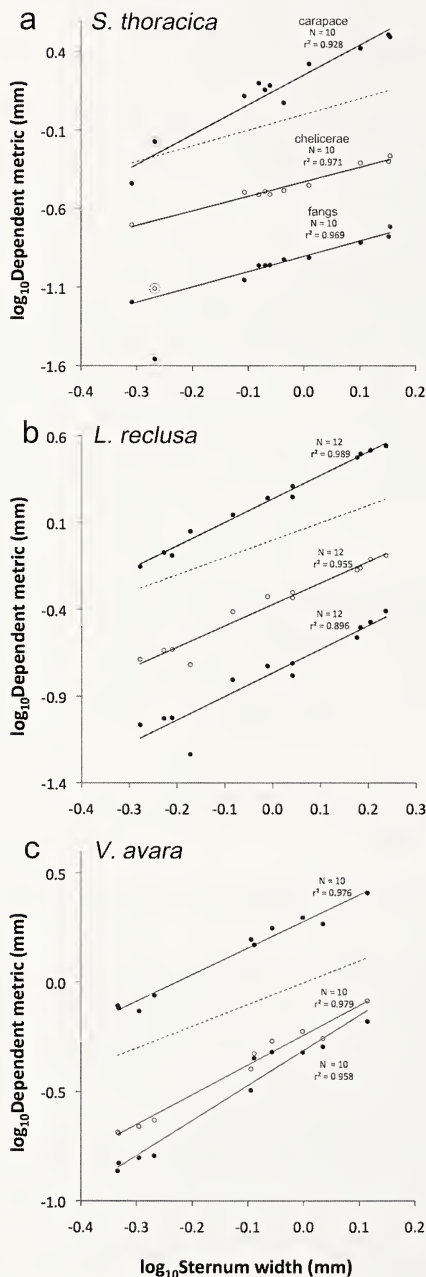 a S. thoracica
carapace
N = 10
r² = 0.928
chelicerae
N = 10
r² = 0.971
fangs
N = 10
r² = 0.969
0.4
-0.1
-0.6
-1.1
-1.6
log₁₀Dependent metric (mm)
-0.4 -0.3 -0.2 -0.1 0.0 0.1 0.2
b L. reclusa
N = 12
r² = 0.989
N = 12
r² = 0.955
N = 12
r² = 0.896
0.6
0.1
-0.4
-0.9
-1.4
log₁₀Dependent metric (mm)
-0.4 -0.3 -0.2 -0.1 0.0 0.1 0.2 0.3
c V. avara
N = 10
r² = 0.976
N = 10
r² = 0.979
N = 10
r² = 0.958
0.5
0.0
-0.5
-1.0
log₁₀Dependent metric (mm)
-0.4 -0.3 -0.2 -0.1 0.0 0.1 0.2
log₁₀Sternum width (mm)